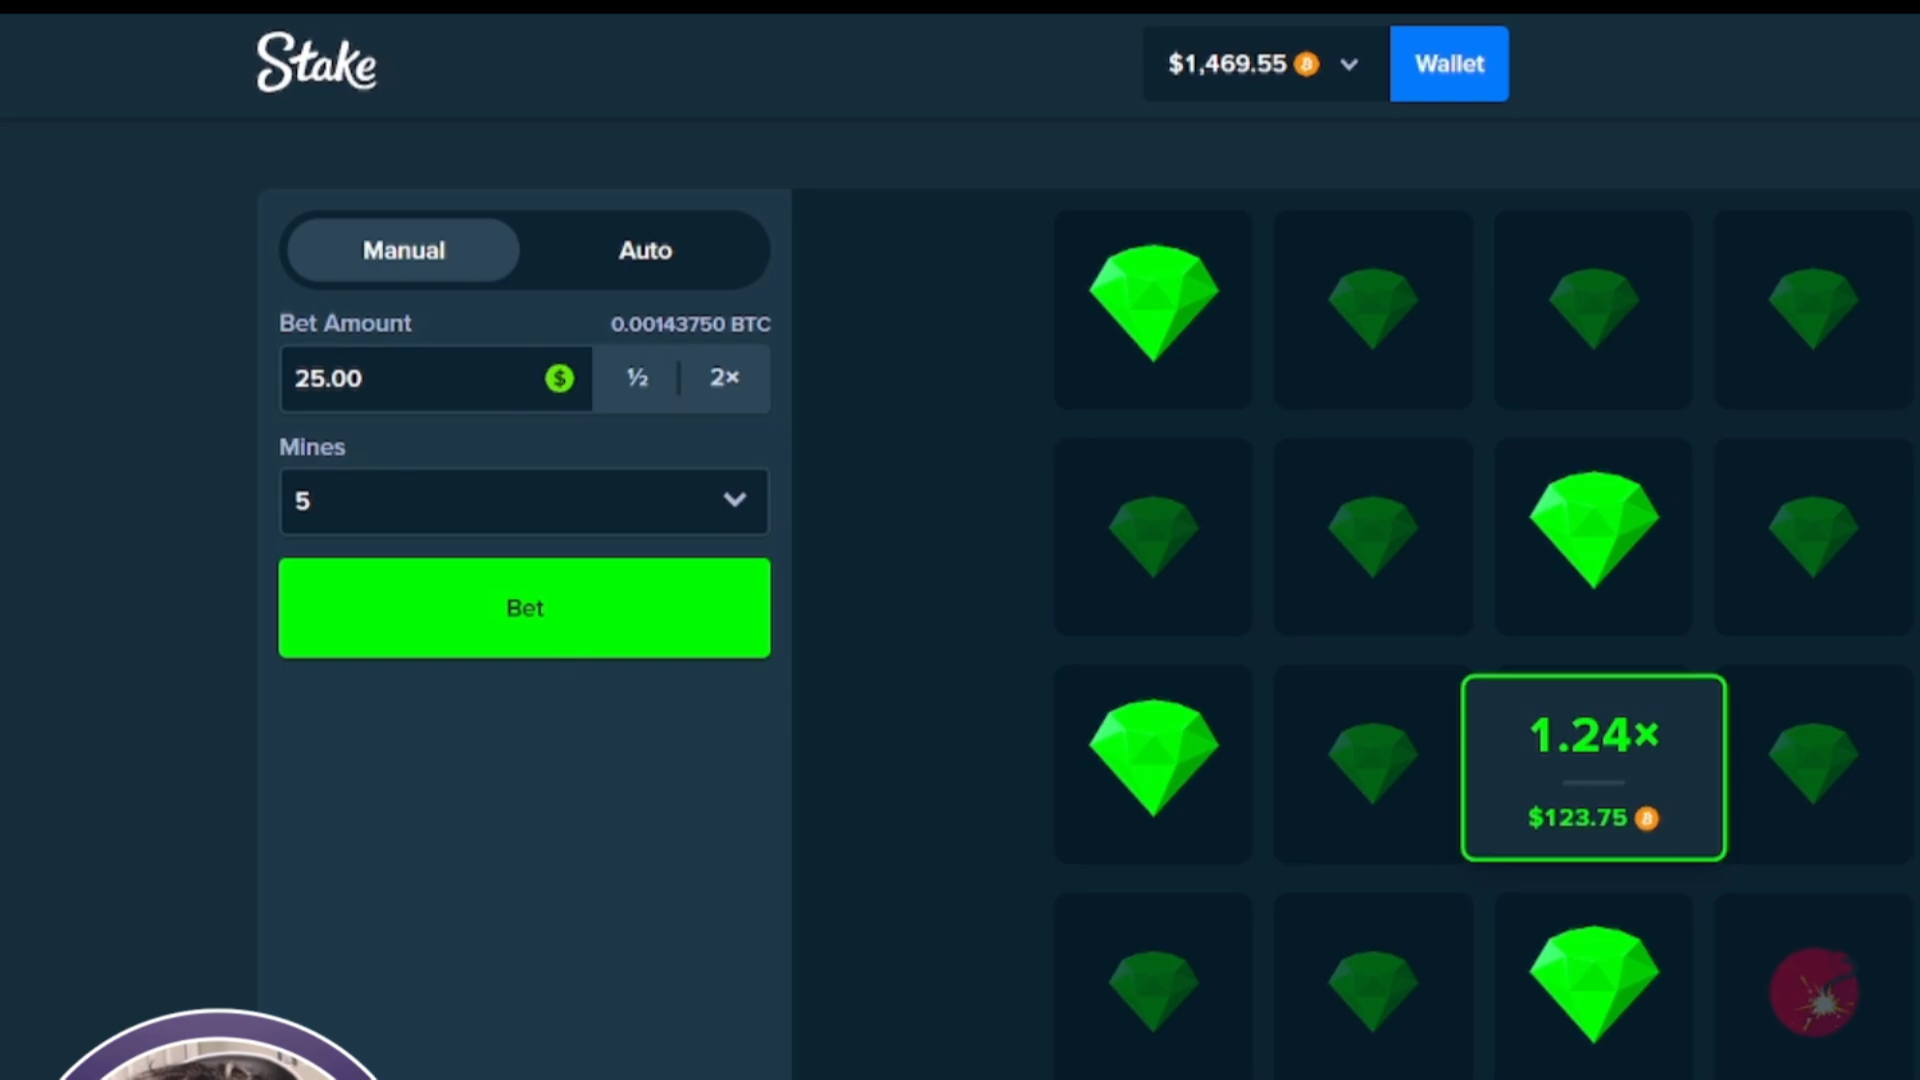 Stake
$1,469.55
Wallet
Manual
Auto
Bet Amount
0.00143750 BTC
25.00
$
½
2×
Mines
5
Bet
1.24×
$123.75